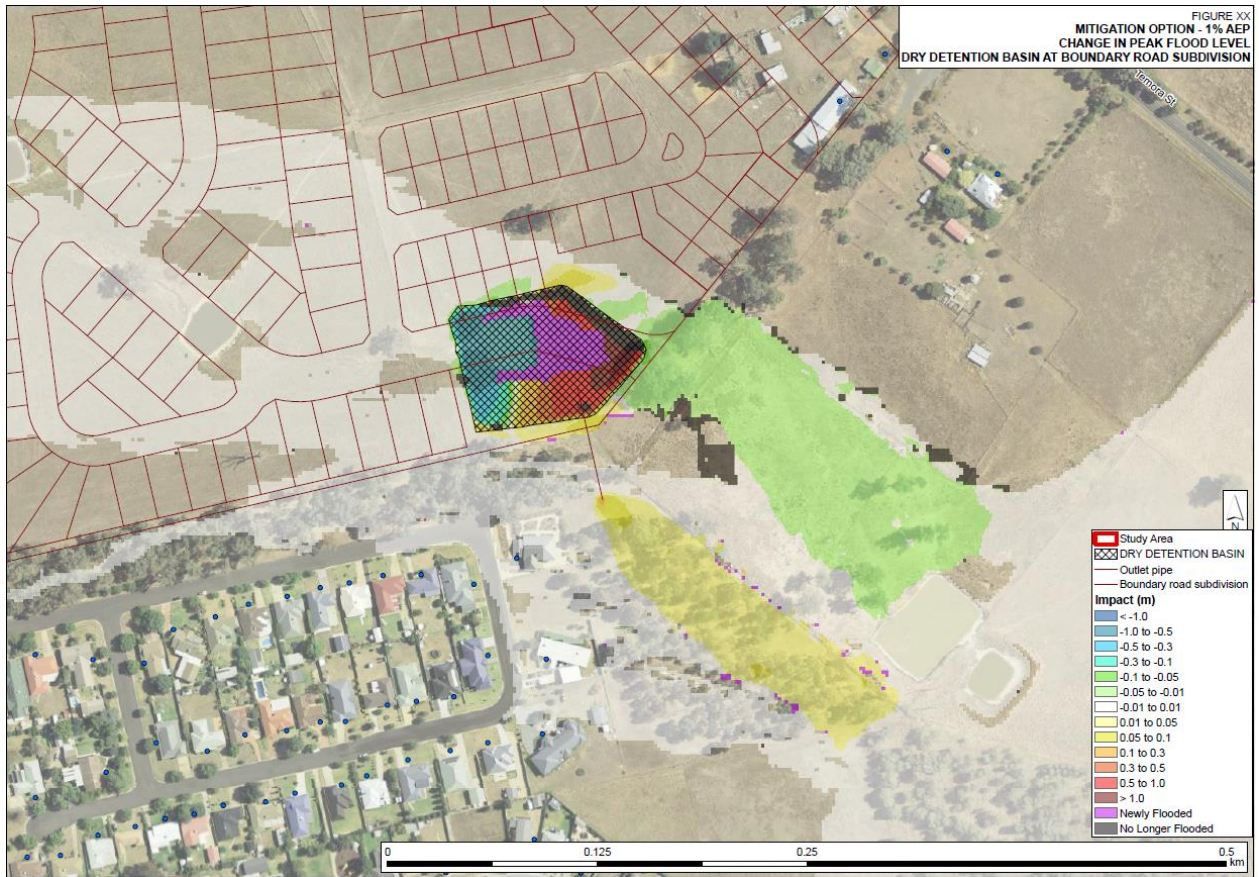 FIGURE XX
MITIGATION OPTION - 1% AEP
CHANGE IN PEAK FLOOD LEVEL
DRY DETENTION BASIN AT BOUNDARY ROAD SUBDIVISION
Temora St
N
Study Area
DRY DETENTION BASIN
Outlet pipe
Boundary road subdivision
Impact (m)
< -1.0
-1.0 to -0.5
-0.5 to -0.3
-0.3 to -0.1
-0.1 to -0.05
-0.05 to -0.01
-0.01 to 0.01
0.01 to 0.05
0.05 to 0.1
0.1 to 0.3
0.3 to 0.5
0.5 to 1.0
> 1.0
Newly Flooded
No Longer Flooded
0 0.125 0.25 0.5
km